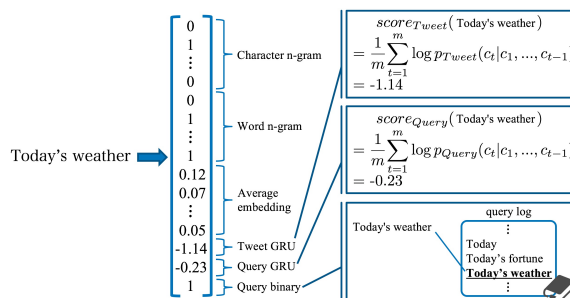 Today's weather
0
1
⋮
0
0
1
⋮
1
0.12
0.07
⋮
0.05
-1.14
-0.23
1
Character n-gram
Word n-gram
Average
embedding
Tweet GRU
Query GRU
Query binary
score_Tweet(Today's weather)
= 1/m ∑_{t=1}^{m} log p_Tweet(c_t|c_1, ..., c_{t-1})
= -1.14
score_Query(Today's weather)
= 1/m ∑_{t=1}^{m} log p_Query(c_t|c_1, ..., c_{t-1})
= -0.23
Today's weather
query log
⋮
Today
Today's fortune
Today's weather
⋮